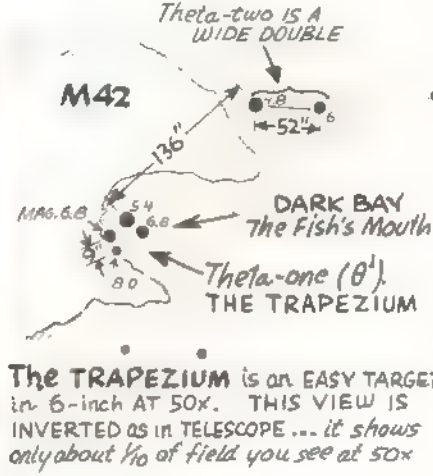 Theta-two IS A
WIDE DOUBLE
M42
4.8
6
52"
136"
DARK BAY
The Fish's Mouth
MAG. 6.8
5.4
6.8
9"
8.0
Theta-one (θ¹)
THE TRAPEZIUM
The TRAPEZIUM is an EASY TARGET
in 6-inch AT 50x. THIS VIEW IS
INVERTED as in TELESCOPE... it shows
only about 1/10 of field you see at 50x